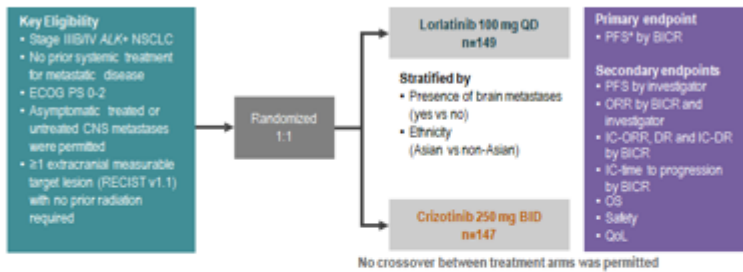 Key Eligibility
• Stage IIIB/IV ALK+ NSCLC
• No prior systemic treatment
for metastatic disease
• ECOG PS 0-2
• Asymptomatic treated or
untreated CNS metastases
were permitted
• ≥1 extracranial measurable
target lesion (RECIST v1.1)
with no prior radiation
required
Randomized
1:1
Lorlatinib 100 mg QD
n=149
Stratified by
• Presence of brain metastases
(yes vs no)
• Ethnicity
(Asian vs non-Asian)
Crizotinib 250 mg BID
n=147
No crossover between treatment arms was permitted
Primary endpoint
• PFS* by BICR
Secondary endpoints
• PFS by investigator
• ORR by BICR and
investigator
• IC-ORR, DR and IC-DR
by BICR
• IC-time to progression
by BICR
• OS
• Safety
• QoL